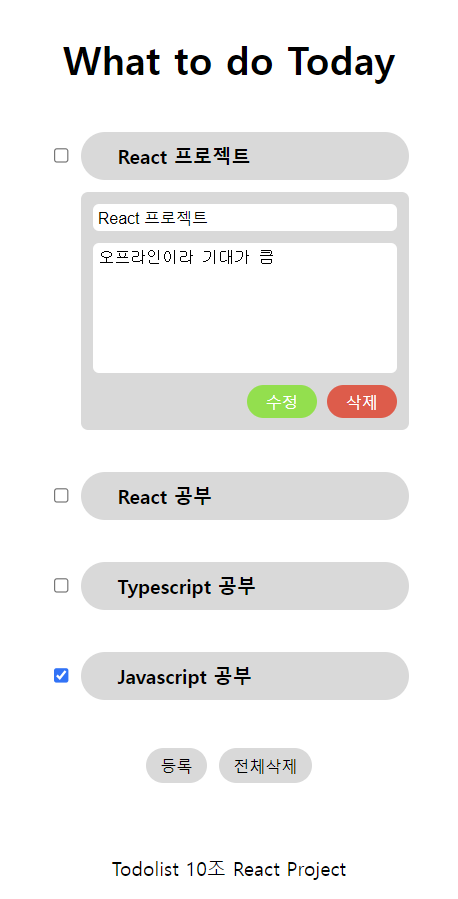 What to do Today
React 프로젝트
React 프로젝트
오프라인이라 기대가 큼
수정 삭제
React 공부
Typescript 공부
Javascript 공부
등록 전체삭제
Todolist 10조 React Project